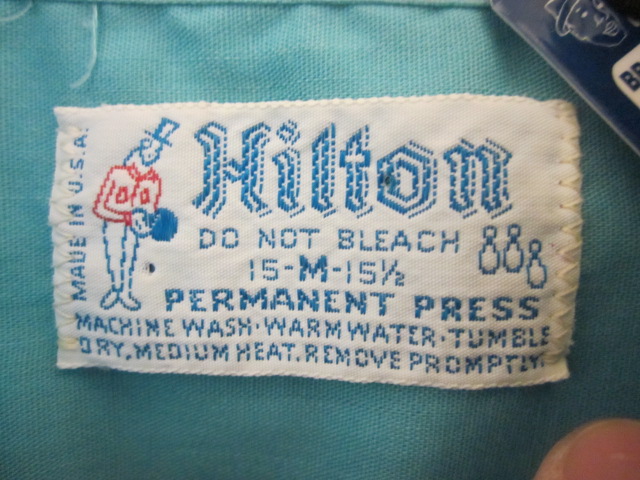 MADE IN U.S.A.
Hilton
DO NOT BLEACH
15-M-15½
PERMANENT PRESS
MACHINE WASH·WARM WATER·TUMBLE
DRY, MEDIUM HEAT. REMOVE PROMPTLY.